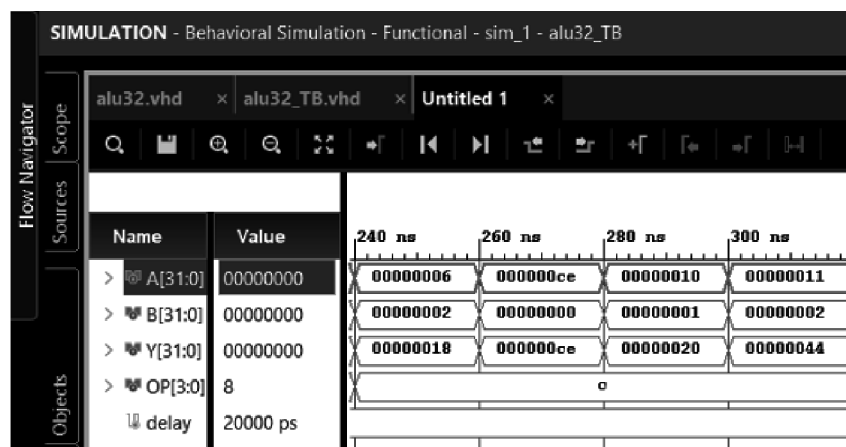 SIMULATION - Behavioral Simulation - Functional - sim_1 - alu32_TB
Flow Navigator
Scope
Sources
Objects
alu32.vhd × alu32_TB.vhd × Untitled 1 ×
Name Value
240 ns 260 ns 280 ns 300 ns
> A[31:0] 00000000 00000006 000000ce 00000010 00000011
> B[31:0] 00000000 00000002 00000000 00000001 00000002
> Y[31:0] 00000000 00000018 000000ce 00000020 00000044
> OP[3:0] 8 c
delay 20000 ps